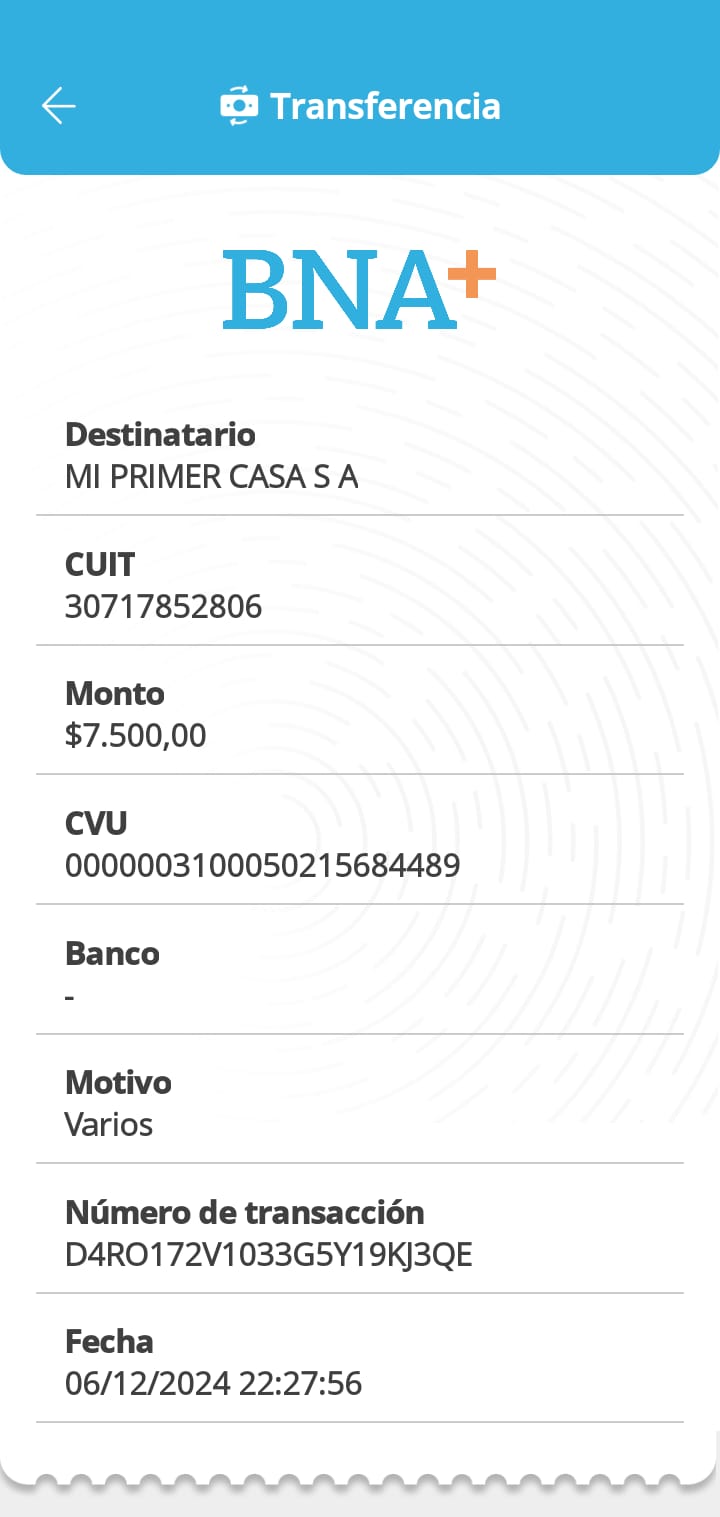 Transferencia
BNA+
Destinatario
MI PRIMER CASA S A
CUIT
30717852806
Monto
$7.500,00
CVU
0000003100050215684489
Banco
-
Motivo
Varios
Número de transacción
D4RO172V1033G5Y19KJ3QE
Fecha
06/12/2024 22:27:56